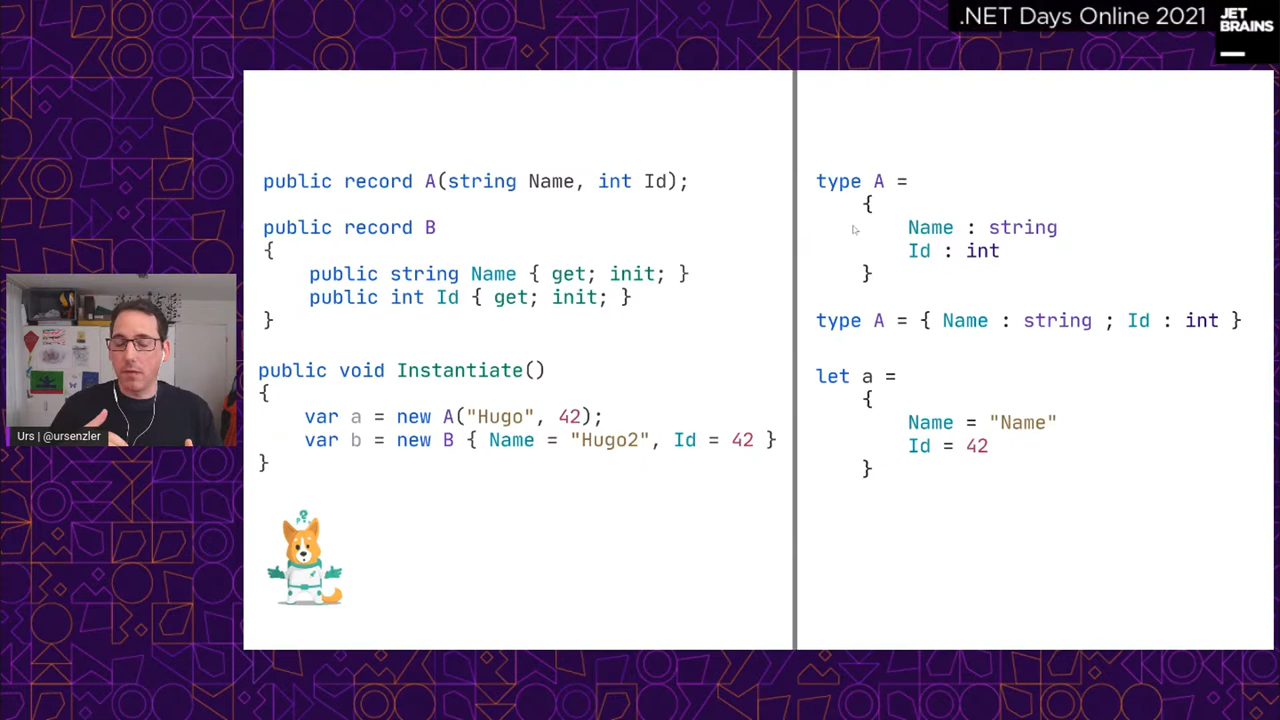 .NET Days Online 2021
JET
BRAINS
public record A(string Name, int Id);
public record B
{
public string Name { get; init; }
public int Id { get; init; }
}
public void Instantiate()
{
var a = new A("Hugo", 42);
var b = new B { Name = "Hugo2", Id = 42 }
}
type A =
{
Name : string
Id : int
}
type A = { Name : string ; Id : int }
let a =
{
Name = "Name"
Id = 42
}
Urs | @ursenzler